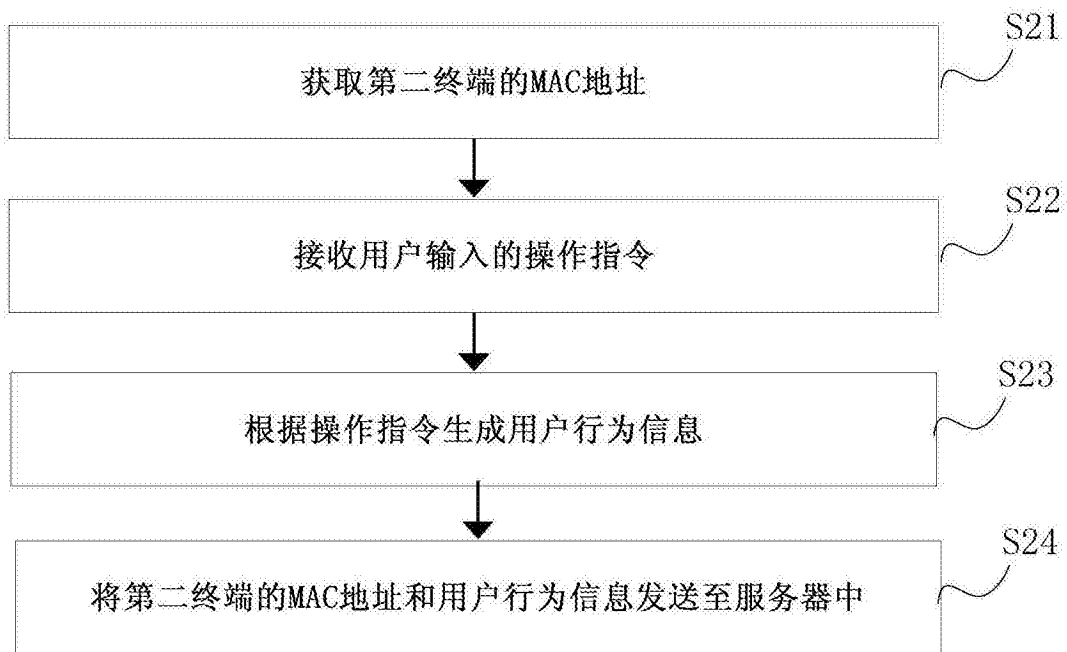 S21
获取第二终端的MAC地址
S22
接收用户输入的操作指令
S23
根据操作指令生成用户行为信息
S24
将第二终端的MAC地址和用户行为信息发送至服务器中